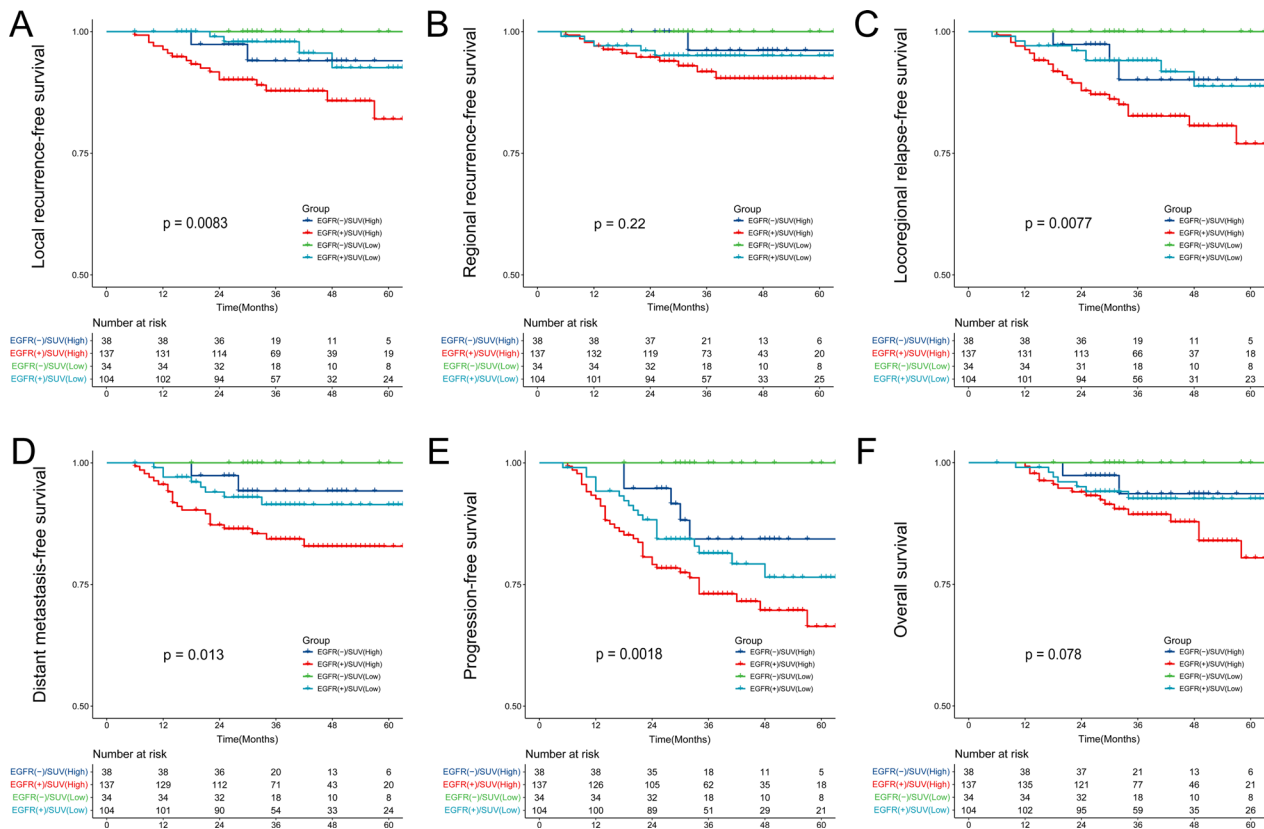 A
Local recurrence-free survival
1.00
0.75
0.50
p = 0.0083
Group
EGFR(−)/SUV(High)
EGFR(+)/SUV(High)
EGFR(−)/SUV(Low)
EGFR(+)/SUV(Low)
0 12 24 36 48 60
Time(Months)
Number at risk
EGFR(−)/SUV(High) 38 38 36 19 11 5
EGFR(+)/SUV(High) 137 131 114 69 39 19
EGFR(−)/SUV(Low) 34 34 32 18 10 8
EGFR(+)/SUV(Low) 104 102 94 57 32 24
0 12 24 36 48 60
B
Regional recurrence-free survival
1.00
0.75
0.50
p = 0.22
Group
EGFR(−)/SUV(High)
EGFR(+)/SUV(High)
EGFR(−)/SUV(Low)
EGFR(+)/SUV(Low)
0 12 24 36 48 60
Time(Months)
Number at risk
EGFR(−)/SUV(High) 38 38 37 21 13 6
EGFR(+)/SUV(High) 137 132 119 73 43 20
EGFR(−)/SUV(Low) 34 34 32 18 10 8
EGFR(+)/SUV(Low) 104 101 94 57 33 25
0 12 24 36 48 60
C
Locoregional relapse-free survival
1.00
0.75
0.50
p = 0.0077
Group
EGFR(−)/SUV(High)
EGFR(+)/SUV(High)
EGFR(−)/SUV(Low)
EGFR(+)/SUV(Low)
0 12 24 36 48 60
Time(Months)
Number at risk
EGFR(−)/SUV(High) 38 38 36 19 11 5
EGFR(+)/SUV(High) 137 131 113 66 37 18
EGFR(−)/SUV(Low) 34 34 31 18 10 8
EGFR(+)/SUV(Low) 104 101 94 56 31 23
0 12 24 36 48 60
D
Distant metastasis-free survival
1.00
0.75
0.50
p = 0.013
Group
EGFR(−)/SUV(High)
EGFR(+)/SUV(High)
EGFR(−)/SUV(Low)
EGFR(+)/SUV(Low)
0 12 24 36 48 60
Time(Months)
Number at risk
EGFR(−)/SUV(High) 38 38 36 20 13 6
EGFR(+)/SUV(High) 137 129 112 71 43 20
EGFR(−)/SUV(Low) 34 34 32 18 10 8
EGFR(+)/SUV(Low) 104 101 90 54 33 24
0 12 24 36 48 60
E
Progression-free survival
1.00
0.75
0.50
p = 0.0018
Group
EGFR(−)/SUV(High)
EGFR(+)/SUV(High)
EGFR(−)/SUV(Low)
EGFR(+)/SUV(Low)
0 12 24 36 48 60
Time(Months)
Number at risk
EGFR(−)/SUV(High) 38 38 35 18 11 5
EGFR(+)/SUV(High) 137 126 105 62 35 18
EGFR(−)/SUV(Low) 34 34 32 18 10 8
EGFR(+)/SUV(Low) 104 100 89 51 29 21
0 12 24 36 48 60
F
Overall survival
1.00
0.75
0.50
p = 0.078
Group
EGFR(−)/SUV(High)
EGFR(+)/SUV(High)
EGFR(−)/SUV(Low)
EGFR(+)/SUV(Low)
0 12 24 36 48 60
Time(Months)
Number at risk
EGFR(−)/SUV(High) 38 38 37 21 13 6
EGFR(+)/SUV(High) 137 135 121 77 46 21
EGFR(−)/SUV(Low) 34 34 32 18 10 8
EGFR(+)/SUV(Low) 104 102 95 59 35 26
0 12 24 36 48 60